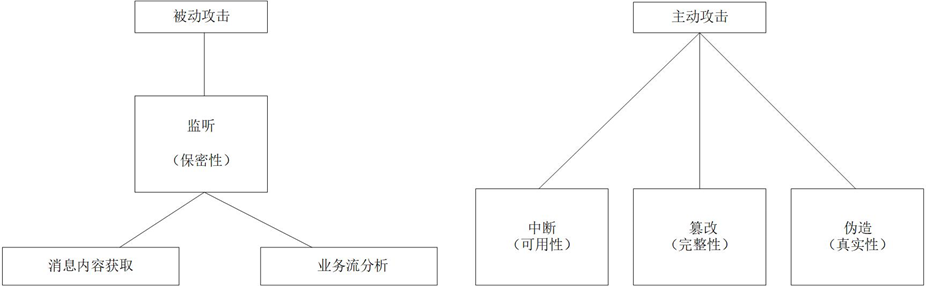 被动攻击
主动攻击
监听
（保密性）
中断
（可用性）
篡改
（完整性）
伪造
（真实性）
消息内容获取
业务流分析